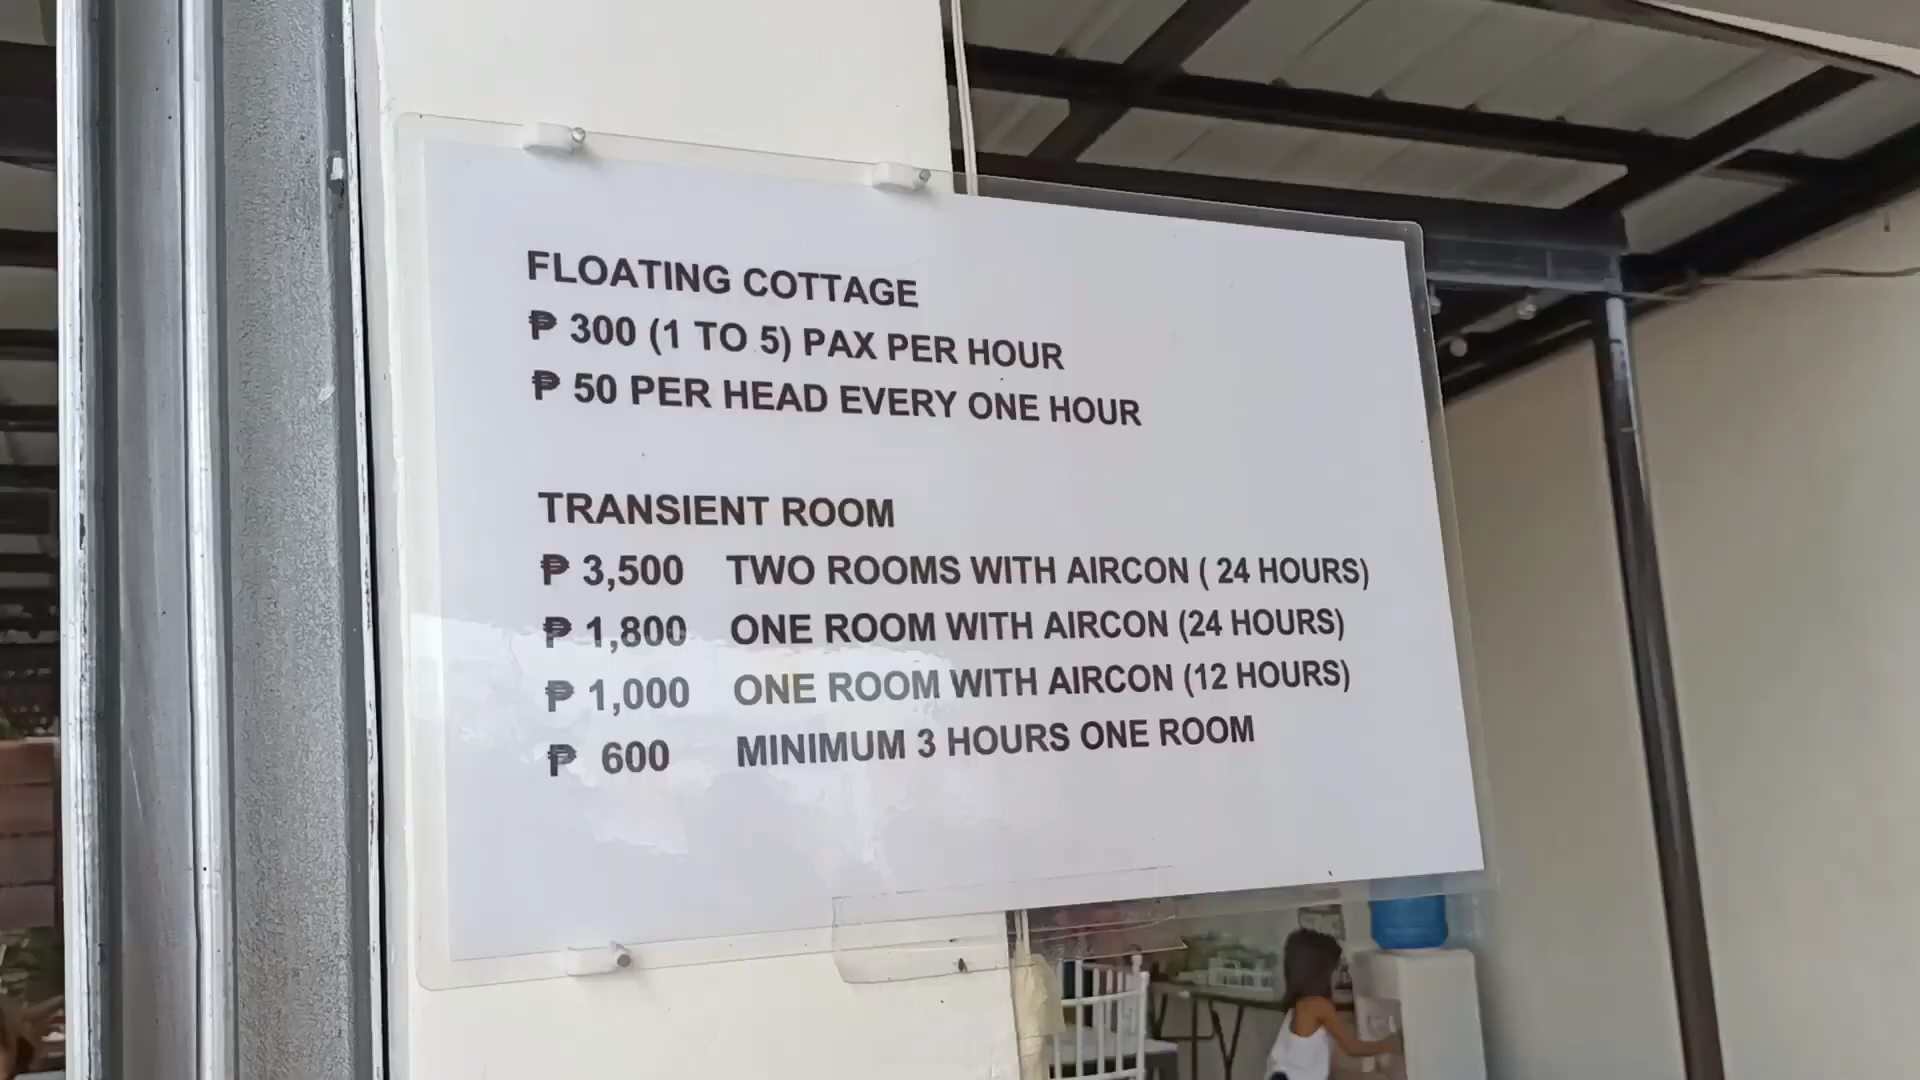 FLOATING COTTAGE
₱ 300 (1 TO 5) PAX PER HOUR
₱ 50 PER HEAD EVERY ONE HOUR
TRANSIENT ROOM
₱ 3,500 TWO ROOMS WITH AIRCON ( 24 HOURS)
₱ 1,800 ONE ROOM WITH AIRCON (24 HOURS)
₱ 1,000 ONE ROOM WITH AIRCON (12 HOURS)
₱ 600 MINIMUM 3 HOURS ONE ROOM